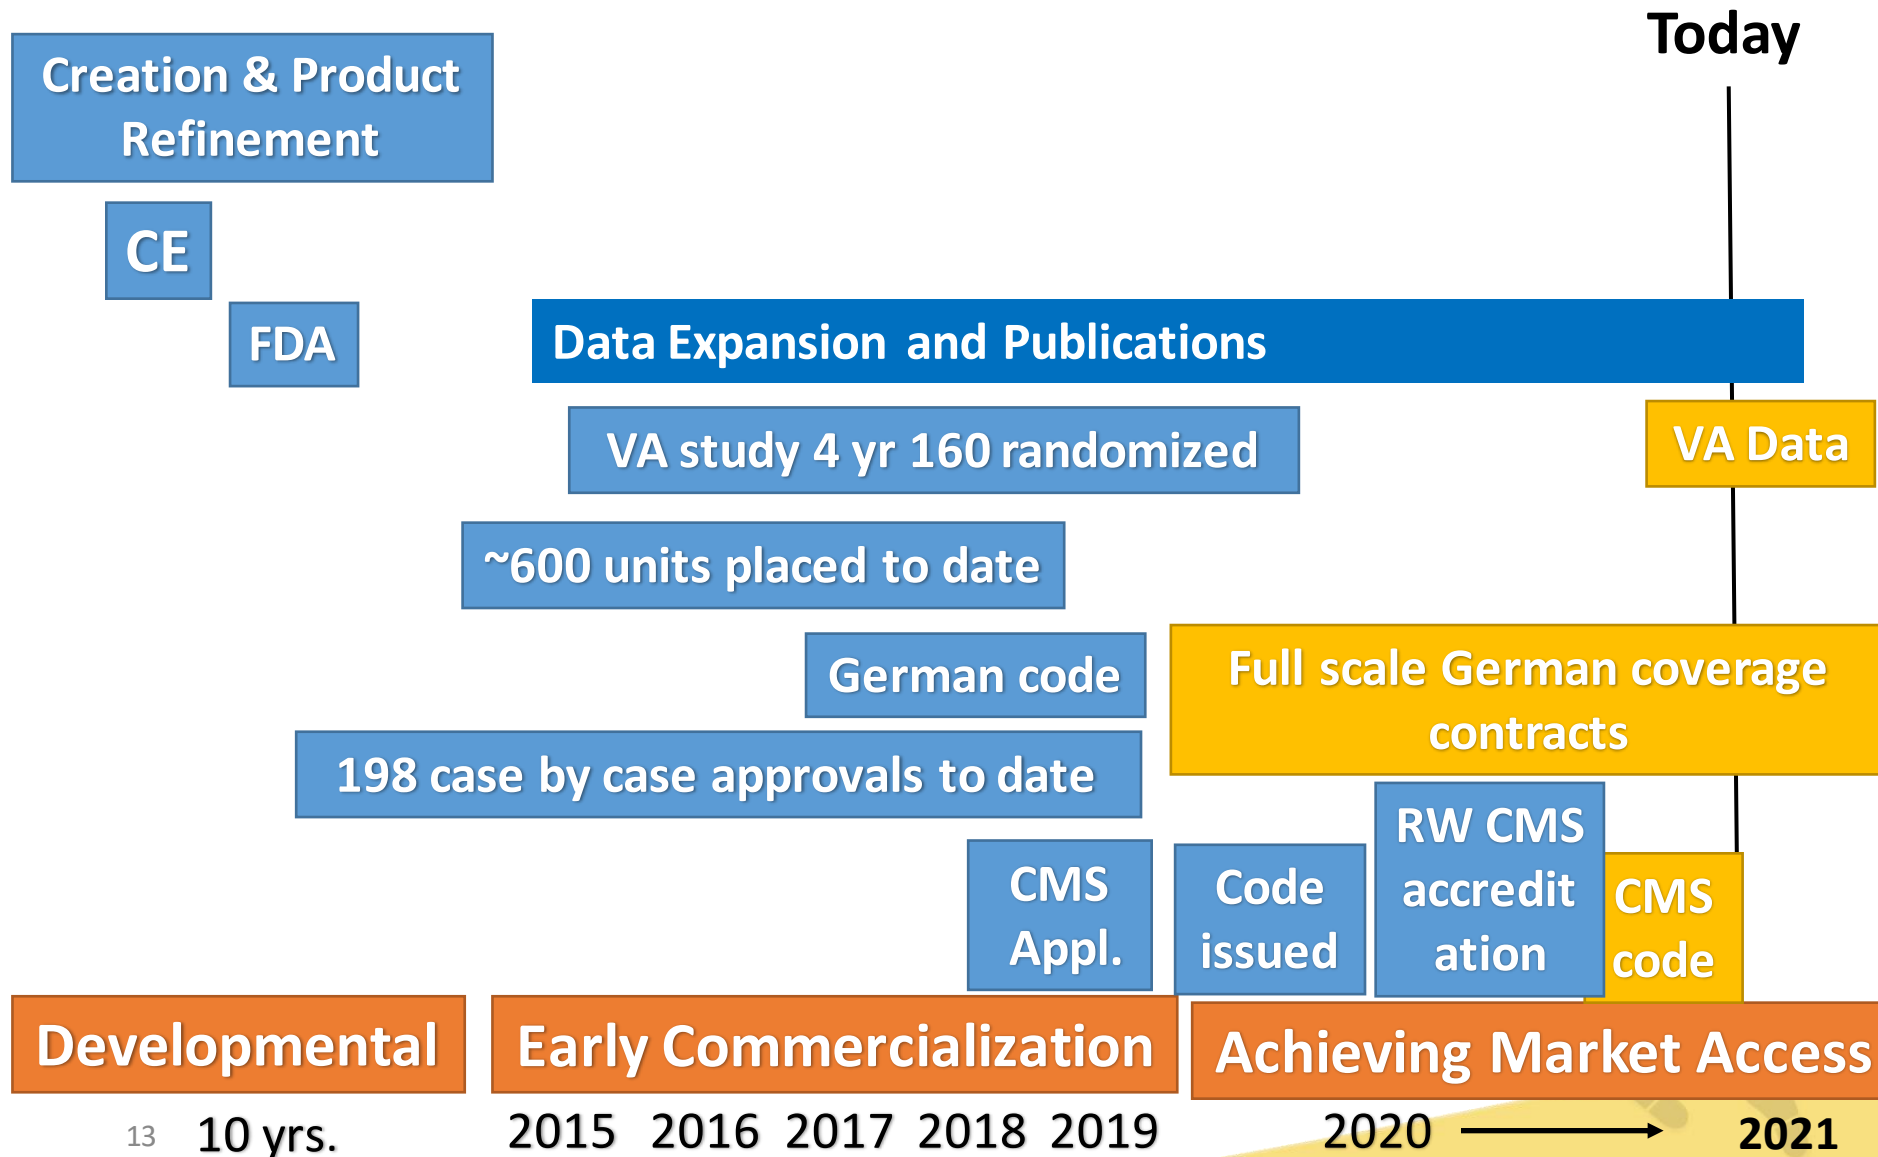 Today
Creation & Product
Refinement
CE
FDA
Data Expansion and Publications
VA study 4 yr 160 randomized
VA Data
~600 units placed to date
German code
Full scale German coverage
contracts
198 case by case approvals to date
CMS
Appl.
Code
issued
RW CMS
accredit
ation
CMS
code
Developmental
Early Commercialization
Achieving Market Access
13
10 yrs.
2015 2016 2017 2018 2019 2020 2021